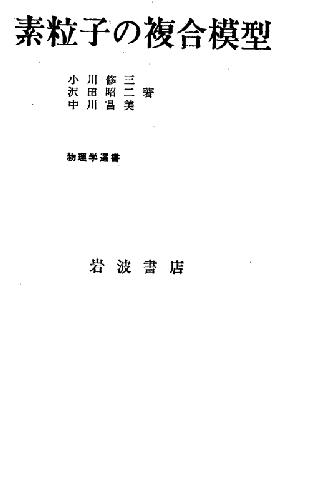 素粒子の複合模型
小川修三
沢田昭二著
中川昌美
物理学選書
岩波書店